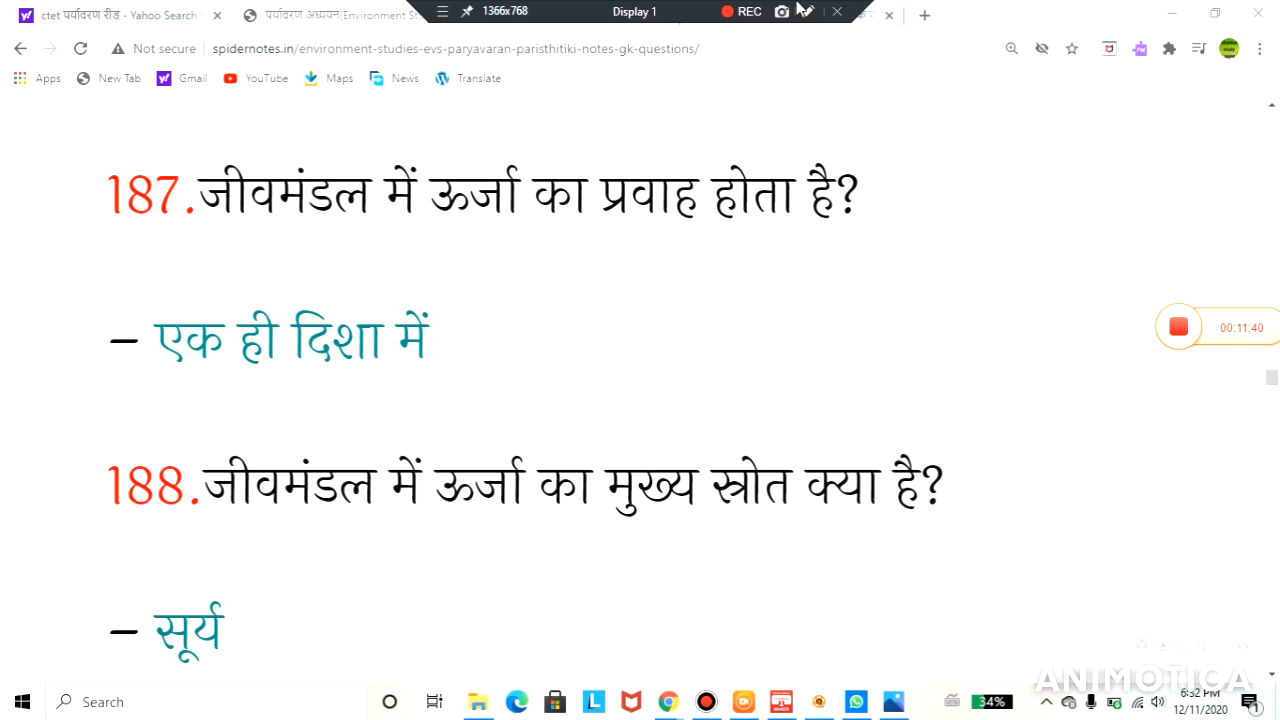 ctet पर्यावरण रीड - Yahoo Search
पर्यावरण अध्ययन(Environment S
1366x768
Display 1
REC
Not secure
spidernotes.in/environment-studies-evs-paryavaran-paristhitiki-notes-gk-questions/
Apps
New Tab
Gmail
YouTube
Maps
News
Translate
187.जीवमंडल में ऊर्जा का प्रवाह होता है?
– एक ही दिशा में
00:11:40
188.जीवमंडल में ऊर्जा का मुख्य स्रोत क्या है?
– सूर्य
ANIMOTICA
Search
34%
6:32 PM
12/11/2020